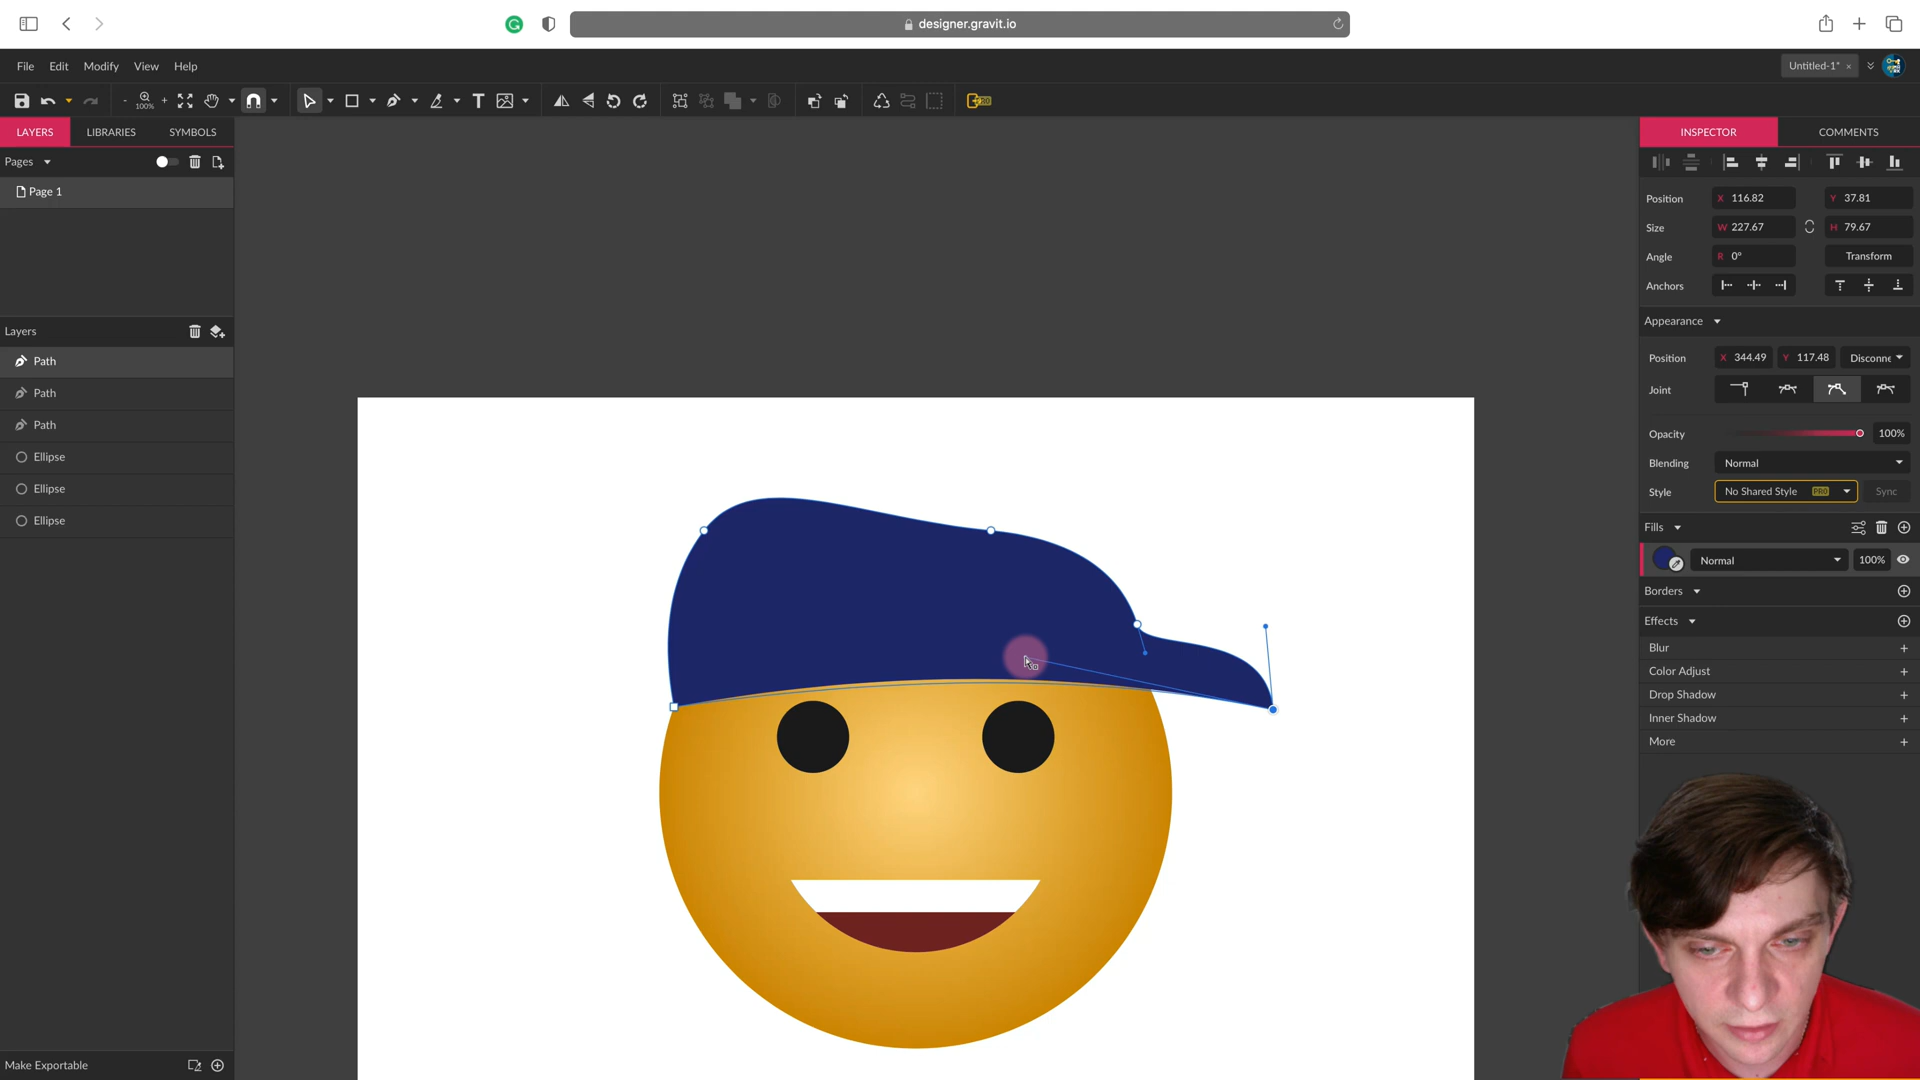 designer.gravit.io
File Edit Modify View Help
Untitled-1* ×
- 100% +
T
PRO
LAYERS LIBRARIES SYMBOLS
INSPECTOR COMMENTS
Pages
Page 1
Layers
Path
Path
Path
Ellipse
Ellipse
Ellipse
Make Exportable
Position X 116.82 Y 37.81
Size W 227.67 H 79.67
Angle R 0° Transform
Anchors
Appearance
Position X 344.49 Y 117.48 Disconne
Joint
Opacity 100%
Blending Normal
Style No Shared Style PRO Sync
Fills
Normal 100%
Borders
Effects
Blur +
Color Adjust +
Drop Shadow +
Inner Shadow +
More +